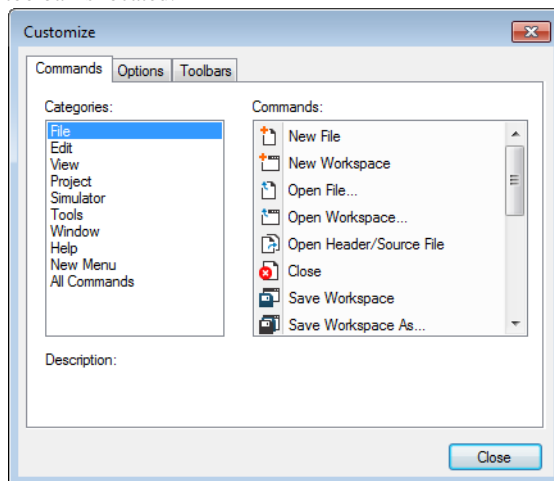 Customize
Commands Options Toolbars
Categories: Commands:
File
Edit
View
Project
Simulator
Tools
Window
Help
New Menu
All Commands
New File
New Workspace
Open File...
Open Workspace...
Open Header/Source File
Close
Save Workspace
Save Workspace As...
Description:
Close